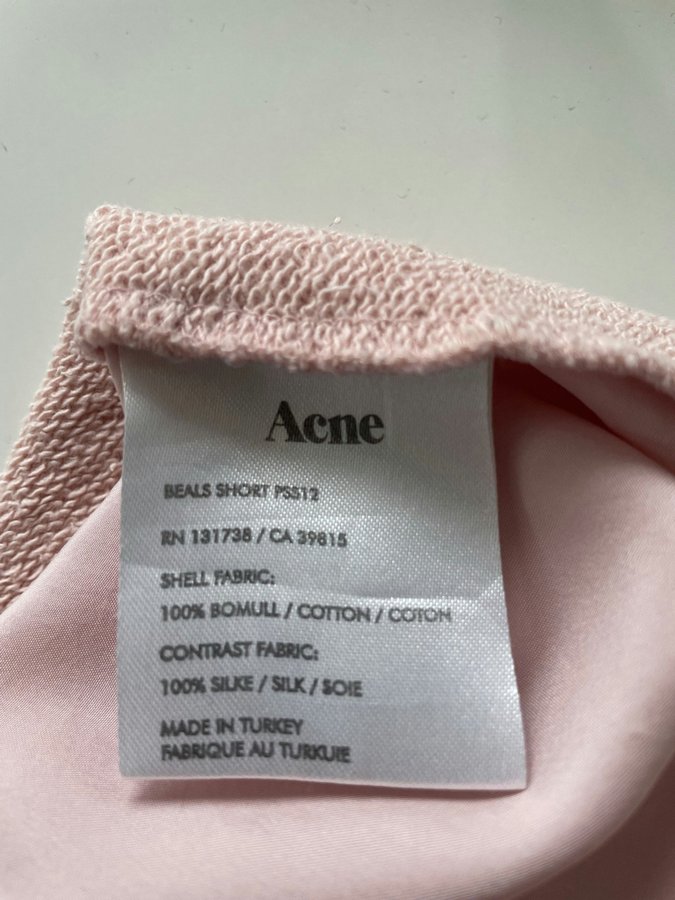 Acne
BEALS SHORT PSS12
RN 131738 / CA 39815
SHELL FABRIC:
100% BOMULL / COTTON / COTON
CONTRAST FABRIC:
100% SILKE / SILK / SOIE
MADE IN TURKEY
FABRIQUE AU TURKUIE